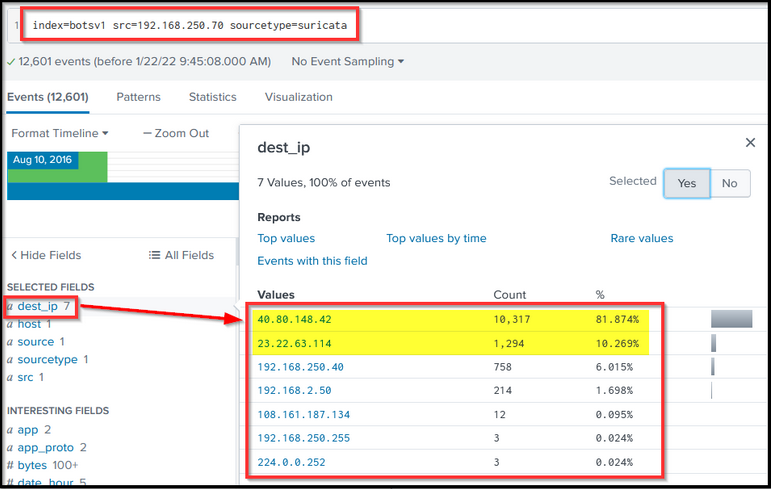 1 index=botsv1 src=192.168.250.70 sourcetype=suricata
✓ 12,601 events (before 1/22/22 9:45:08.000 AM) No Event Sampling
Events (12,601) Patterns Statistics Visualization
Format Timeline — Zoom Out
Aug 10, 2016
Hide Fields All Fields
SELECTED FIELDS
a dest_ip 7
a host 1
a source 1
a sourcetype 1
a src 1
INTERESTING FIELDS
a app 2
a app_proto 2
# bytes 100+
# date_hour 5
dest_ip
7 Values, 100% of events Selected Yes No
Reports
Top values Top values by time Rare values
Events with this field
Values Count %
40.80.148.42 10,317 81.874%
23.22.63.114 1,294 10.269%
192.168.250.40 758 6.015%
192.168.2.50 214 1.698%
108.161.187.134 12 0.095%
192.168.250.255 3 0.024%
224.0.0.252 3 0.024%